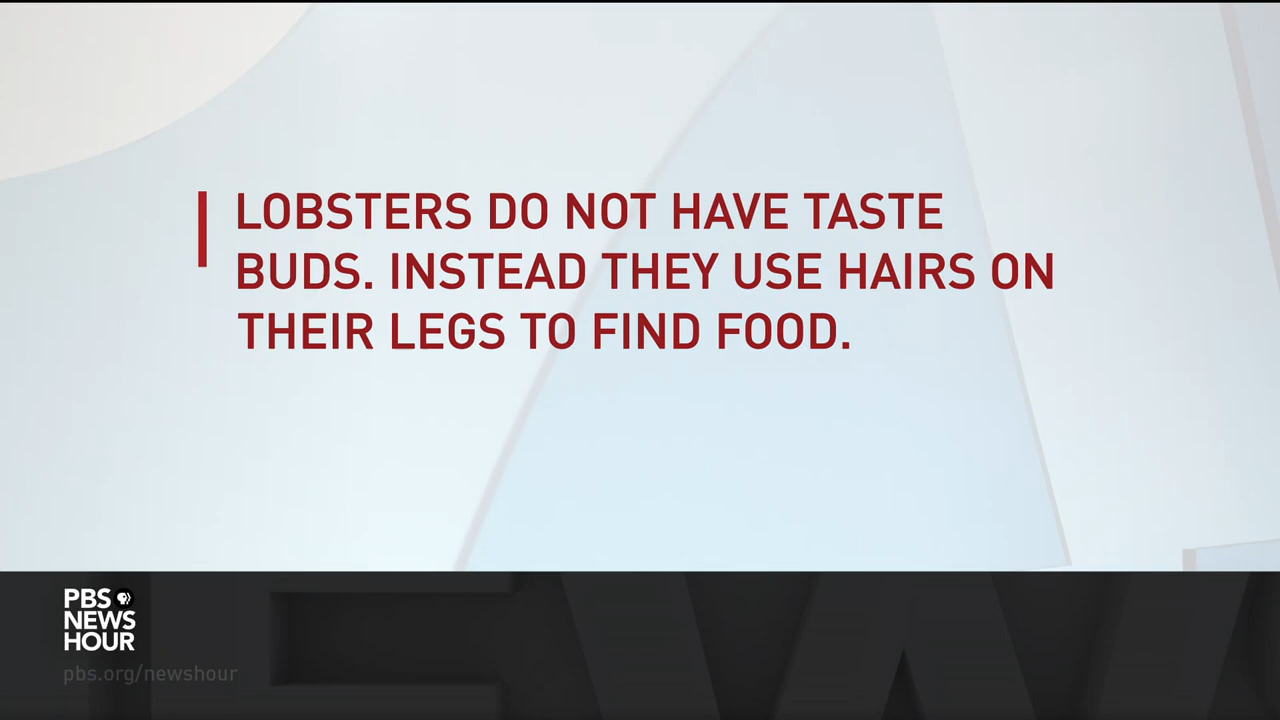 LOBSTERS DO NOT HAVE TASTE
BUDS. INSTEAD THEY USE HAIRS ON
THEIR LEGS TO FIND FOOD.
PBS
NEWS
HOUR
pbs.org/newshour